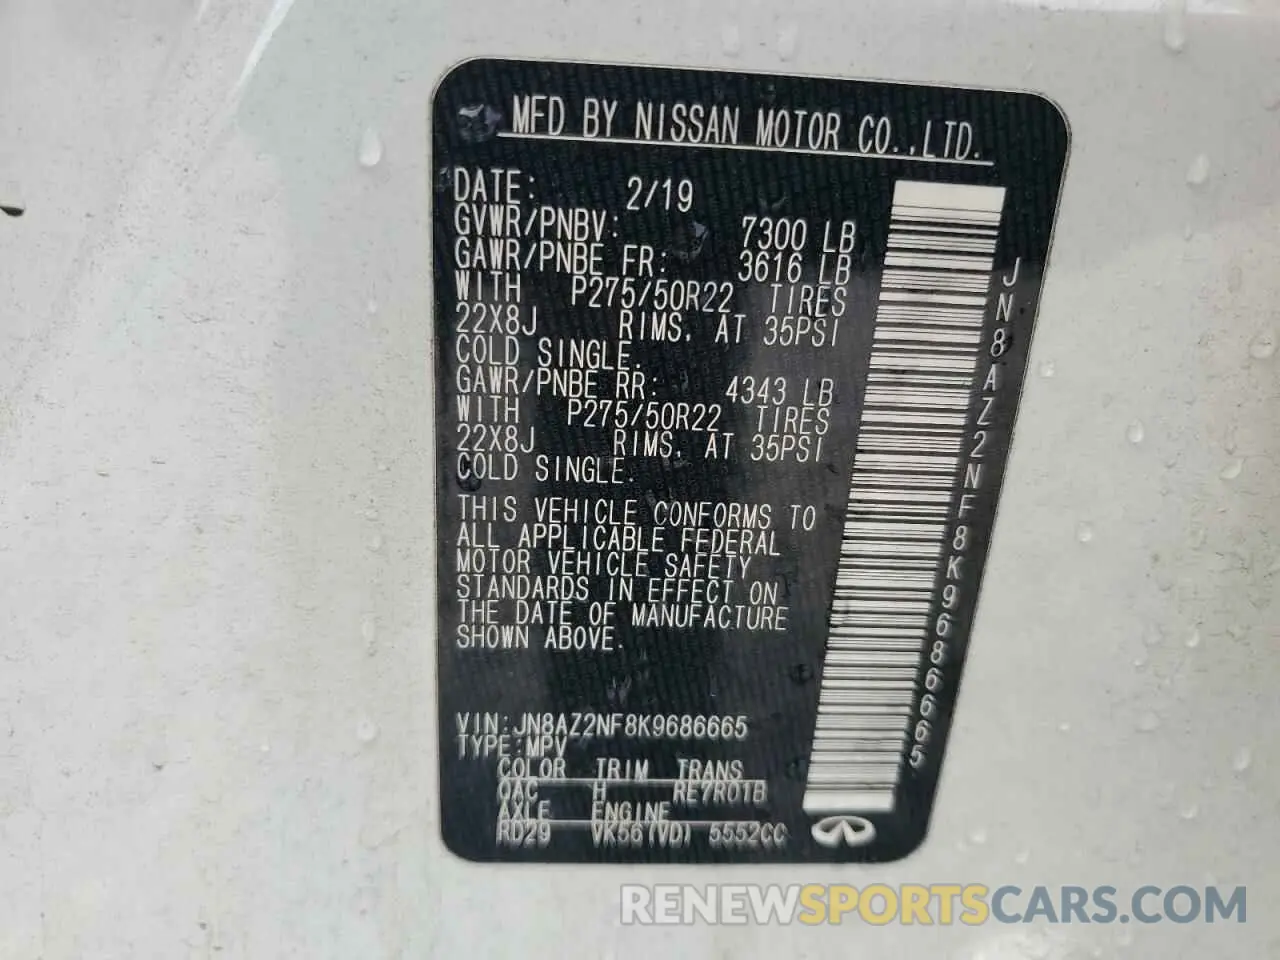 MFD BY NISSAN MOTOR CO.,LTD.
DATE: 2/19
GVWR/PNBV: 7300 LB
GAWR/PNBE FR: 3616 LB
WITH P275/50R22 TIRES
22X8J RIMS, AT 35PSI
COLD SINGLE.
GAWR/PNBE RR: 4343 LB
WITH P275/50R22 TIRES
22X8J RIMS, AT 35PSI
COLD SINGLE.
THIS VEHICLE CONFORMS TO
ALL APPLICABLE FEDERAL
MOTOR VEHICLE SAFETY
STANDARDS IN EFFECT ON
THE DATE OF MANUFACTURE
SHOWN ABOVE.
VIN:JN8AZ2NF8K9686665
TYPE:MPV
COLOR TRIM TRANS
QAC H RE7R01B
AXLE ENGINE
RD29 VK56(VD) 5552CC
JN8AZ2NF8K9686665
RENEWSPORTSCARS.COM